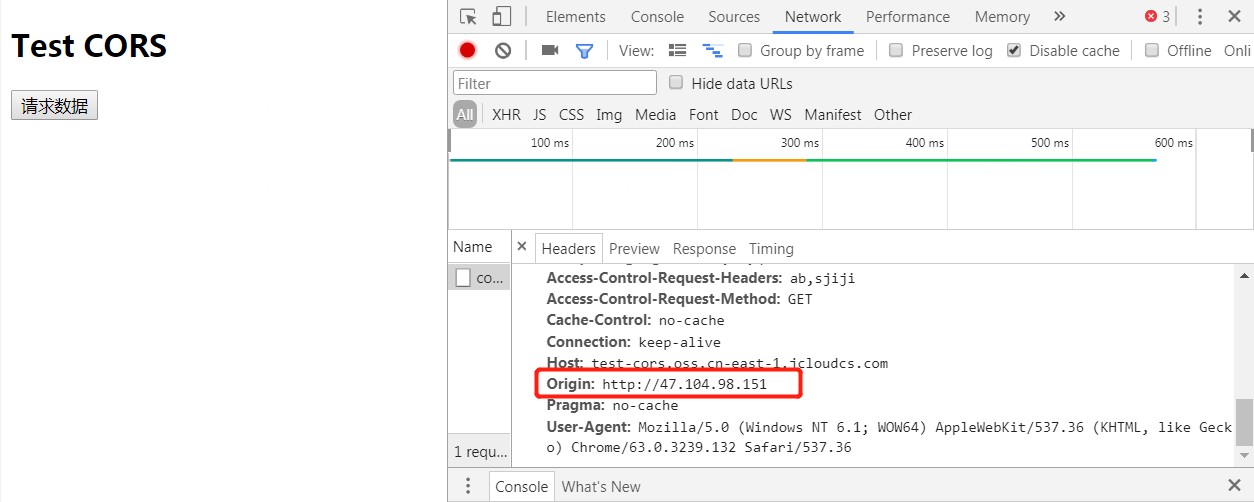 Test CORS
请求数据
Elements Console Sources Network Performance Memory » 3
View: Group by frame Preserve log Disable cache Offline Onli
Filter Hide data URLs
All XHR JS CSS Img Media Font Doc WS Manifest Other
100 ms 200 ms 300 ms 400 ms 500 ms 600 ms
Name × Headers Preview Response Timing
co...
Access-Control-Request-Headers: ab,sjiji
Access-Control-Request-Method: GET
Cache-Control: no-cache
Connection: keep-alive
Host: test-cors.oss.cn-east-1.jcloudcs.com
Origin: http://47.104.98.151
Pragma: no-cache
User-Agent: Mozilla/5.0 (Windows NT 6.1; WOW64) AppleWebKit/537.36 (KHTML, like Geck
o) Chrome/63.0.3239.132 Safari/537.36
1 requ...
Console What's New